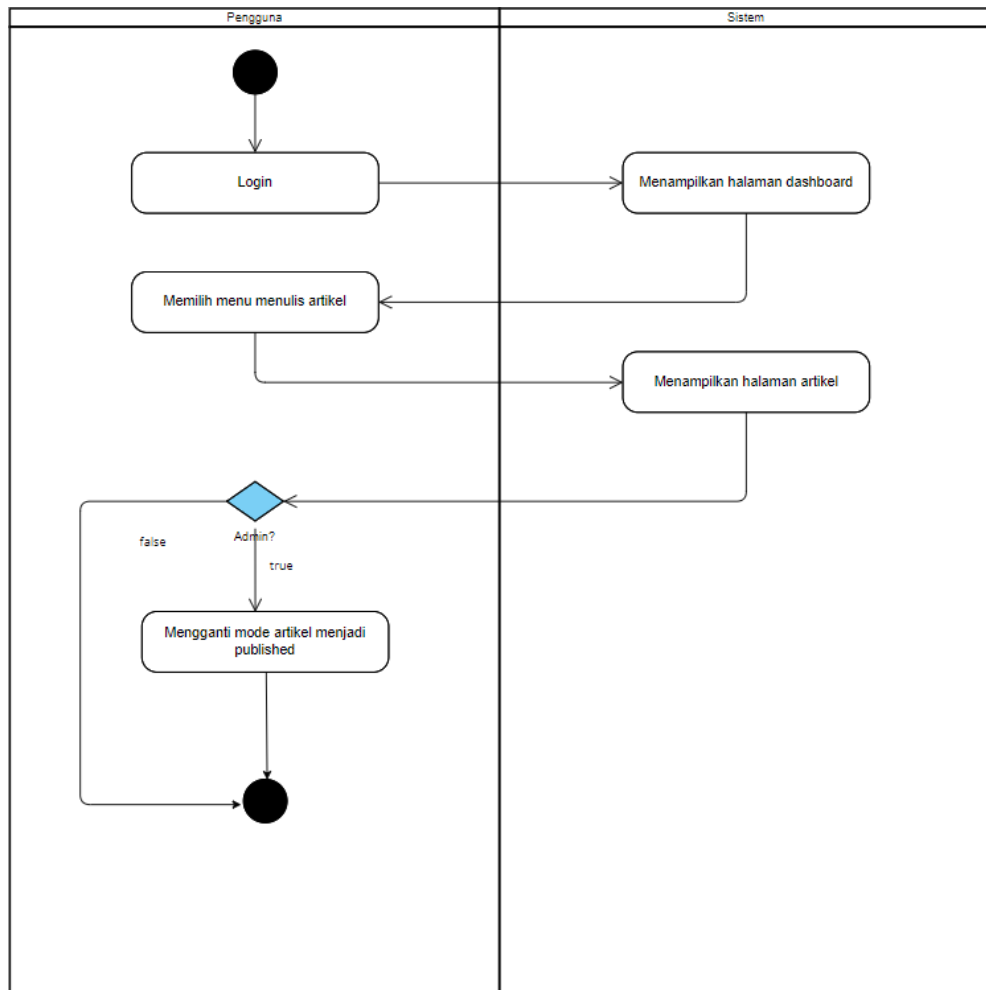 Pengguna
Sistem
Login
Menampilkan halaman dashboard
Memilih menu menulis artikel
Menampilkan halaman artikel
Admin?
false
true
Mengganti mode artikel menjadi
published